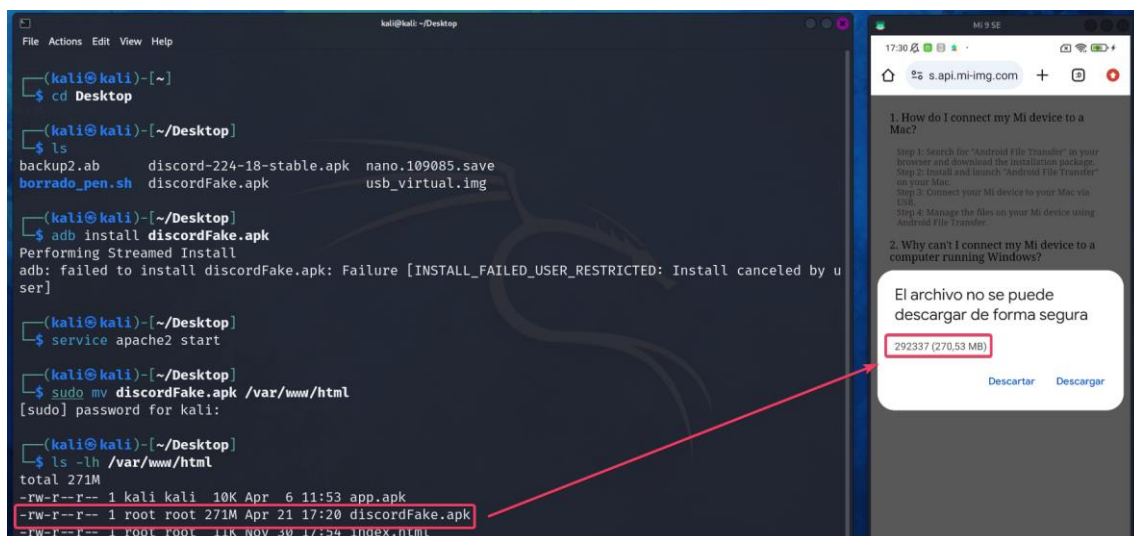 kali@kali: ~/Desktop
File Actions Edit View Help
┌──(kali㉿kali)-[~]
└─$ cd Desktop
┌──(kali㉿kali)-[~/Desktop]
└─$ ls
backup2.ab discord-224-18-stable.apk nano.109085.save
borrado_pen.sh discordFake.apk usb_virtual.img
┌──(kali㉿kali)-[~/Desktop]
└─$ adb install discordFake.apk
Performing Streamed Install
adb: failed to install discordFake.apk: Failure [INSTALL_FAILED_USER_RESTRICTED: Install canceled by u
ser]
┌──(kali㉿kali)-[~/Desktop]
└─$ service apache2 start
┌──(kali㉿kali)-[~/Desktop]
└─$ sudo mv discordFake.apk /var/www/html
[sudo] password for kali:
┌──(kali㉿kali)-[~/Desktop]
└─$ ls -lh /var/www/html
total 271M
-rw-r--r-- 1 kali kali 10K Apr 6 11:53 app.apk
-rw-r--r-- 1 root root 271M Apr 21 17:20 discordFake.apk
-rw-r--r-- 1 root root 11K Nov 30 17:54 index.html
Mi 9 SE
17:30
s.api.mi-img.com
1. How do I connect my Mi device to a
Mac?
Step 1: Search for "Android File Transfer" in your
browser and download the installation package.
Step 2: Install and launch "Android File Transfer"
on your Mac.
Step 3: Connect your Mi device to your Mac via
USB.
Step 4: Manage the files on your Mi device using
Android File Transfer.
2. Why can't I connect my Mi device to a
computer running Windows?
El archivo no se puede
descargar de forma segura
292337 (270,53 MB)
Descartar Descargar